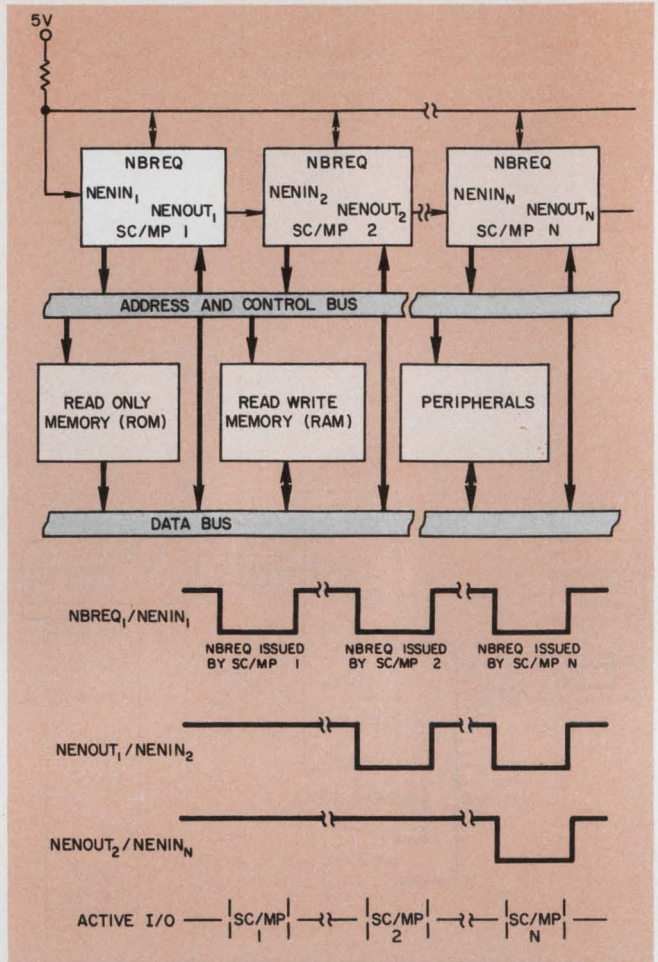 5V
NBREQ
NENIN₁
NENOUT₁
SC/MP 1
NBREQ
NENIN₂
NENOUT₂
SC/MP 2
NBREQ
NENINN
NENOUTN
SC/MP N
ADDRESS AND CONTROL BUS
READ ONLY
MEMORY (ROM)
READ WRITE
MEMORY (RAM)
PERIPHERALS
DATA BUS
NBREQ₁/NENIN₁
NBREQ ISSUED
BY SC/MP 1
NBREQ ISSUED
BY SC/MP 2
NBREQ ISSUED
BY SC/MP N
NENOUT₁/NENIN₂
NENOUT₂/NENINN
ACTIVE I/O
SC/MP
1
SC/MP
2
SC/MP
N